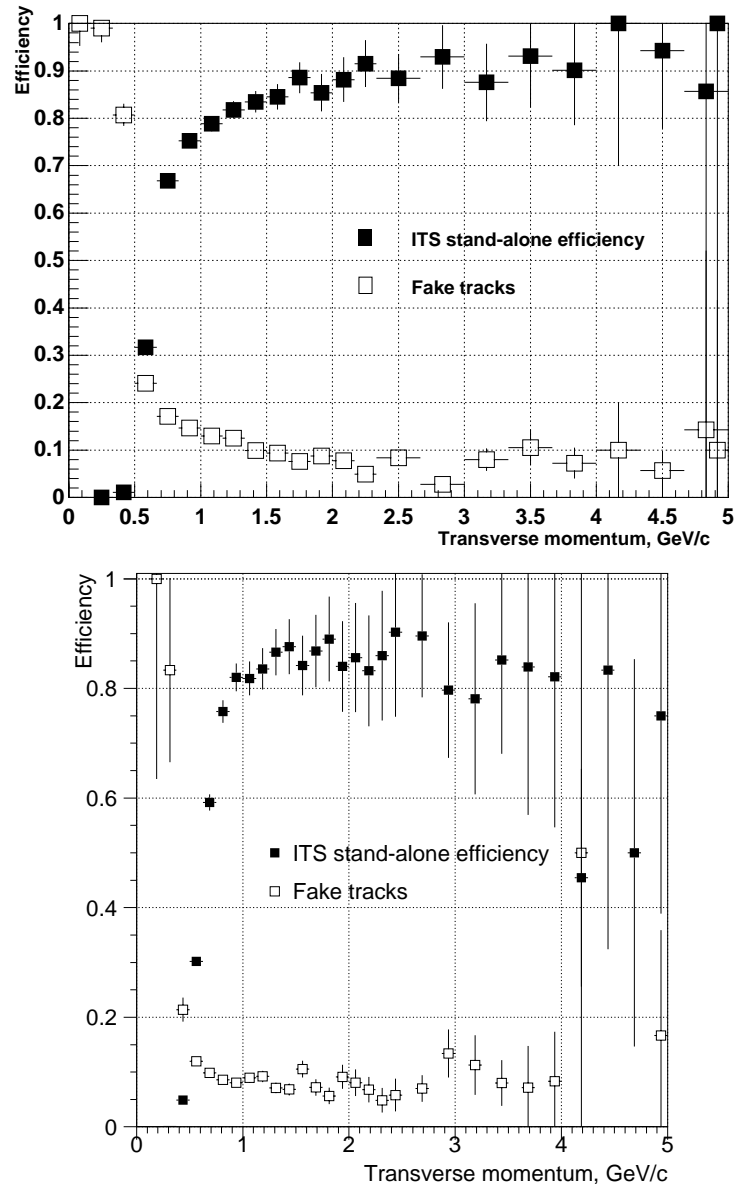 Efficiency
1
0.9
0.8
0.7
0.6
0.5
0.4
0.3
0.2
0.1
0
ITS stand-alone efficiency
Fake tracks
0 0.5 1 1.5 2 2.5 3 3.5 4 4.5 5
Transverse momentum, GeV/c
Efficiency
1
0.8
0.6
0.4
0.2
0
ITS stand-alone efficiency
Fake tracks
0 1 2 3 4 5
Transverse momentum, GeV/c